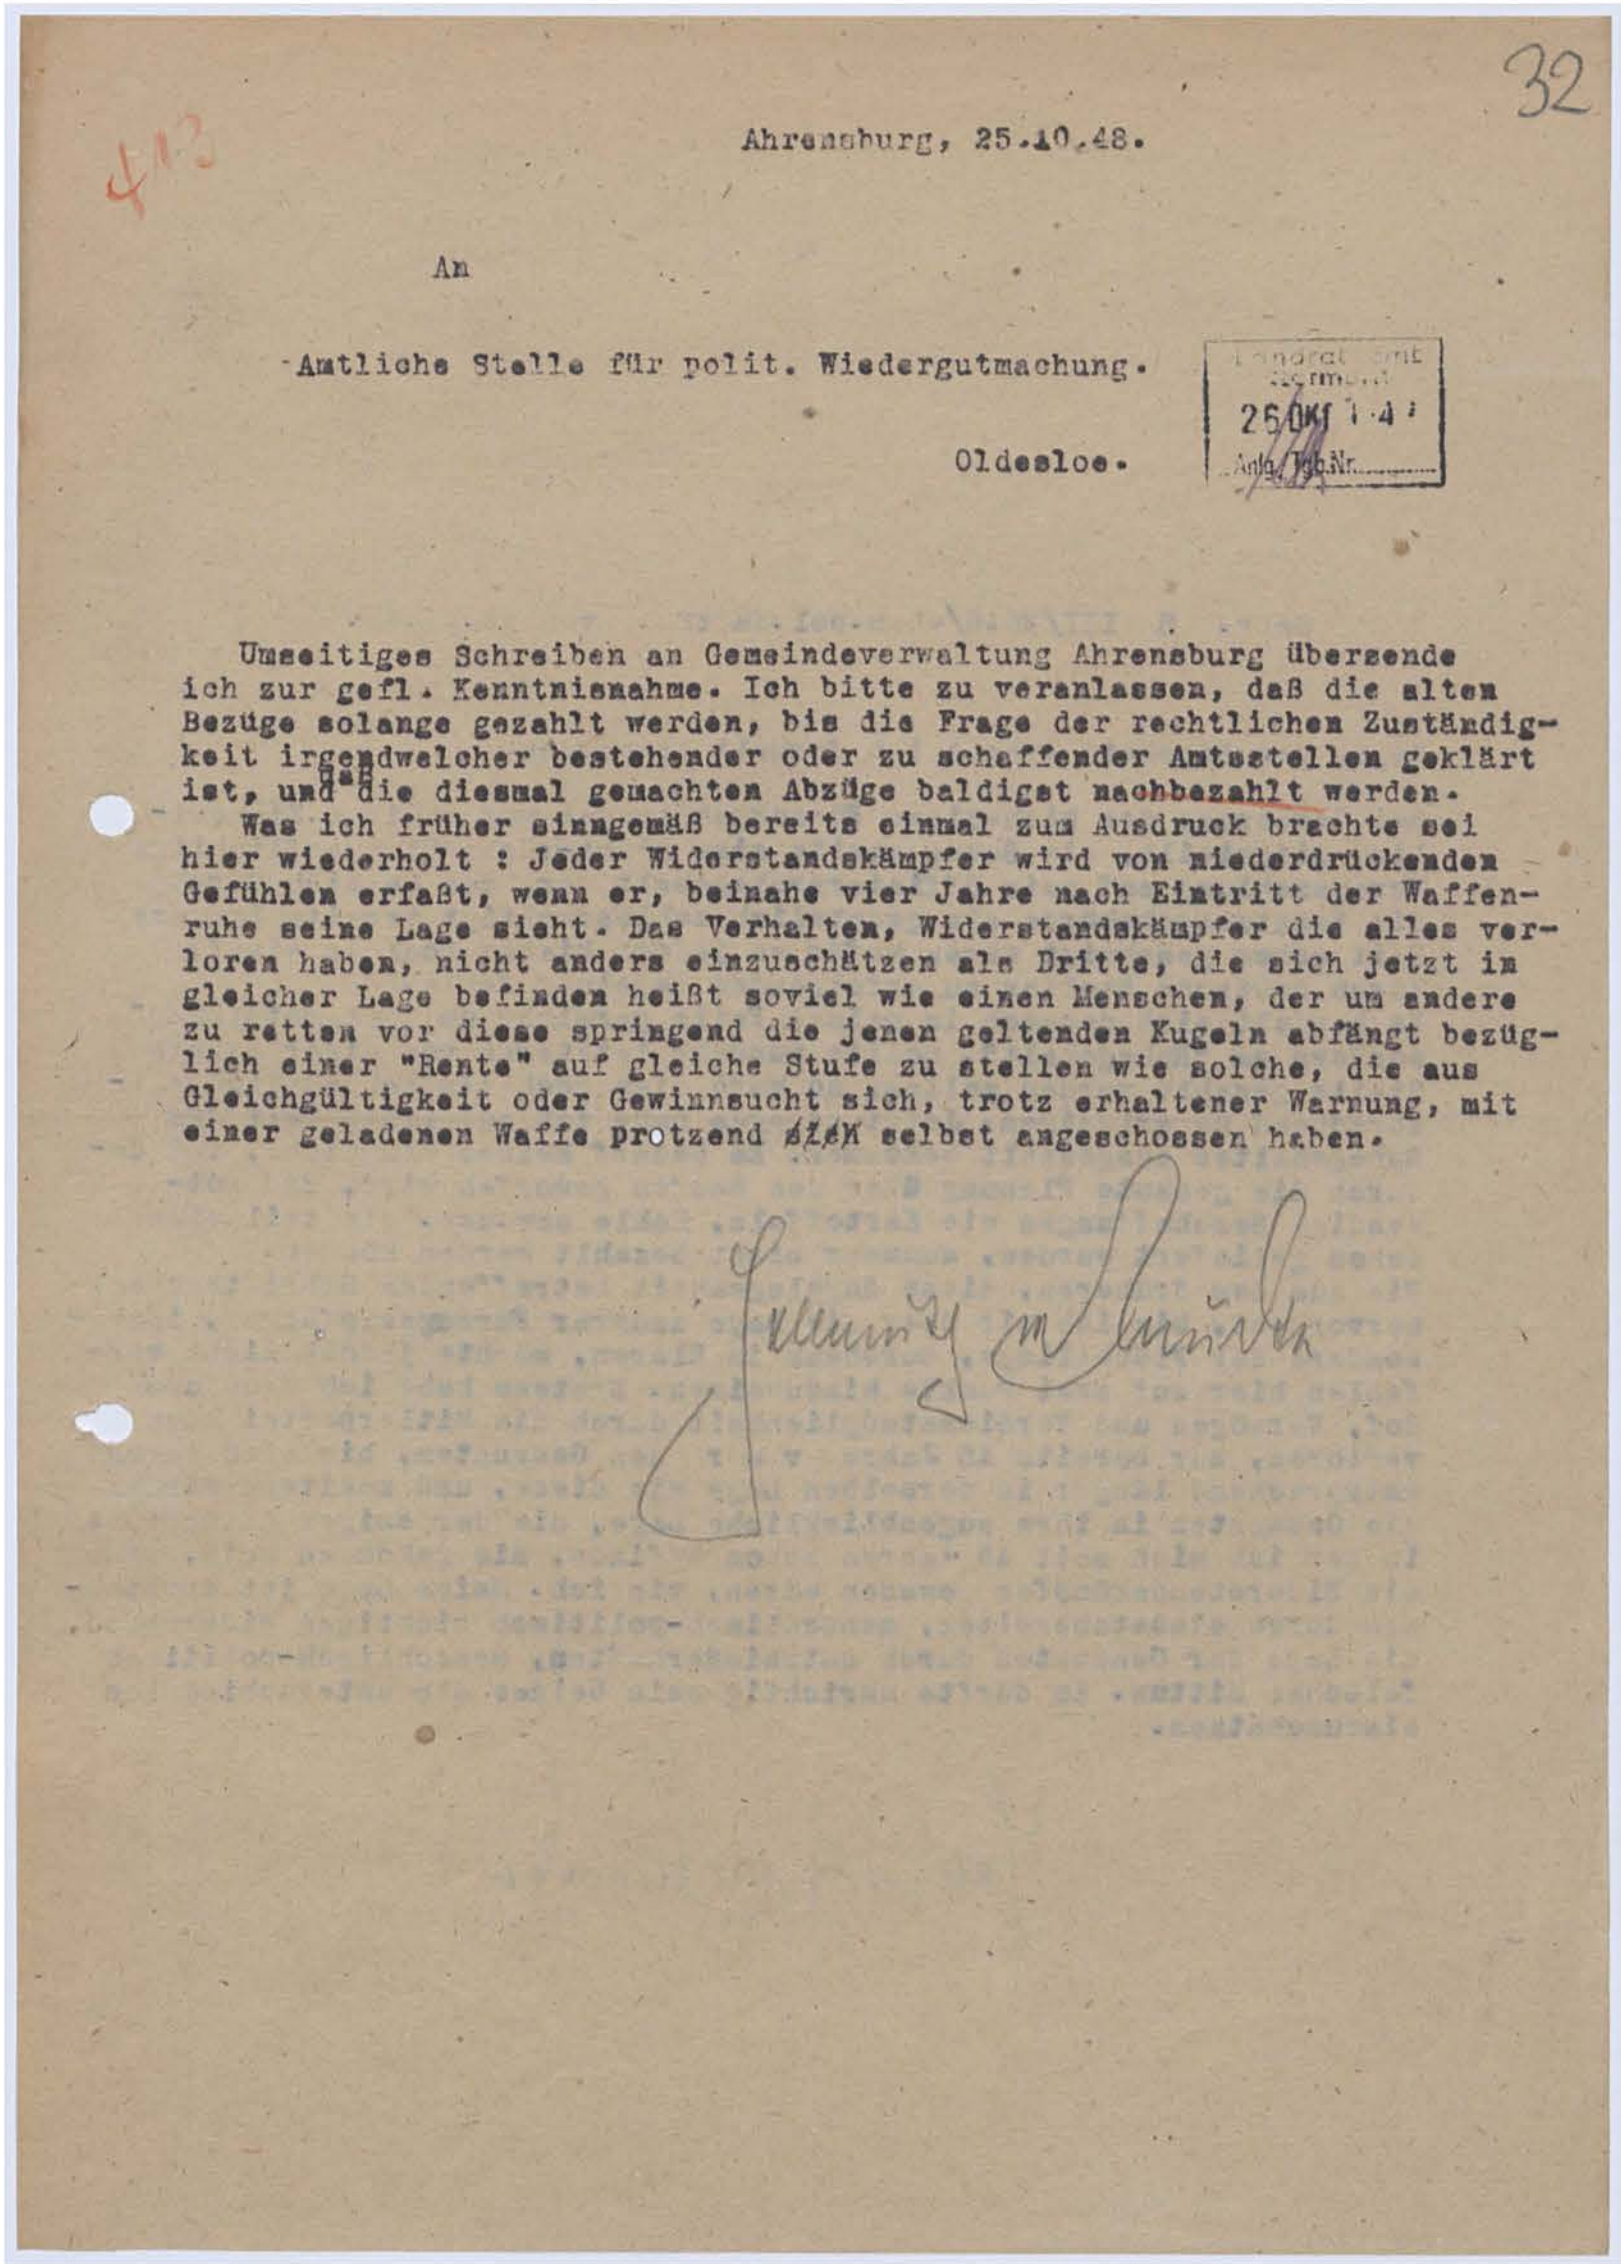 32
413
Ahrensburg, 25.10.48.
An
Amtliche Stelle für polit. Wiedergutmachung.
Oldesloe.
26 Okt
Anlg. Tgb.Nr.
Umseitiges Schreiben an Gemeindeverwaltung Ahrensburg übersende
ich zur gefl. Kenntnisnahme. Ich bitte zu veranlassen, daß die alten
Bezüge solange gezahlt werden, bis die Frage der rechtlichen Zuständig-
keit irgendwelcher bestehender oder zu schaffender Amtsstellen geklärt
ist, und daß die diesmal gemachten Abzüge baldigst nachbezahlt werden.
Was ich früher sinngemäß bereits einmal zum Ausdruck brachte sei
hier wiederholt : Jeder Widerstandskämpfer wird von niederdrückenden
Gefühlen erfaßt, wenn er, beinahe vier Jahre nach Eintritt der Waffen-
ruhe seine Lage sieht. Das Verhalten, Widerstandskämpfer die alles ver-
loren haben, nicht anders einzuschätzen als Dritte, die sich jetzt in
gleicher Lage befinden heißt soviel wie einen Menschen, der um andere
zu retten vor diese springend die jenen geltenden Kugeln abfängt bezüg-
lich einer "Rente" auf gleiche Stufe zu stellen wie solche, die aus
Gleichgültigkeit oder Gewinnsucht sich, trotz erhaltener Warnung, mit
einer geladenen Waffe protzend sich selbst angeschossen haben.